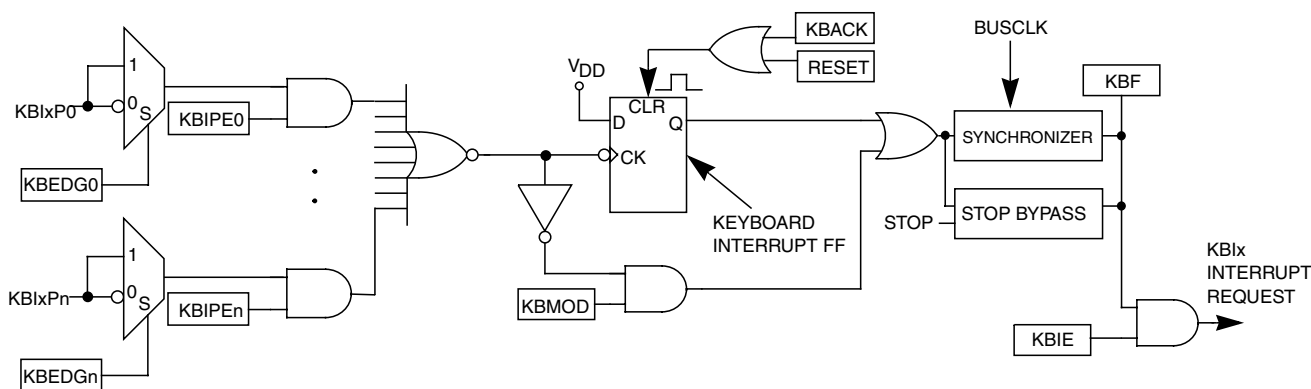 KBACK
RESET
BUSCLK
VDD
KBF
1
KBIxP0
0
S
KBIPE0
CLR
D
Q
CK
SYNCHRONIZER
KBEDG0
STOP BYPASS
STOP
KEYBOARD
INTERRUPT FF
1
KBIxPn
0
S
KBIPEn
KBMOD
KBIx
INTERRUPT
REQUEST
KBIE
KBEDGn